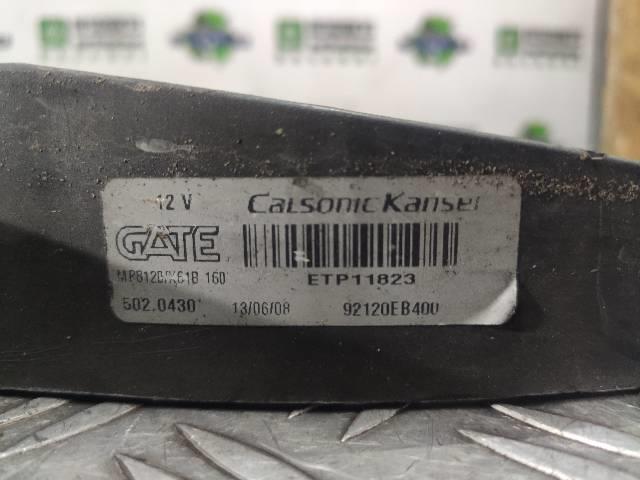 12 V CALSONIC KANSEI
GATE
ETP11823
502.0430 13/06/08 92120EB400